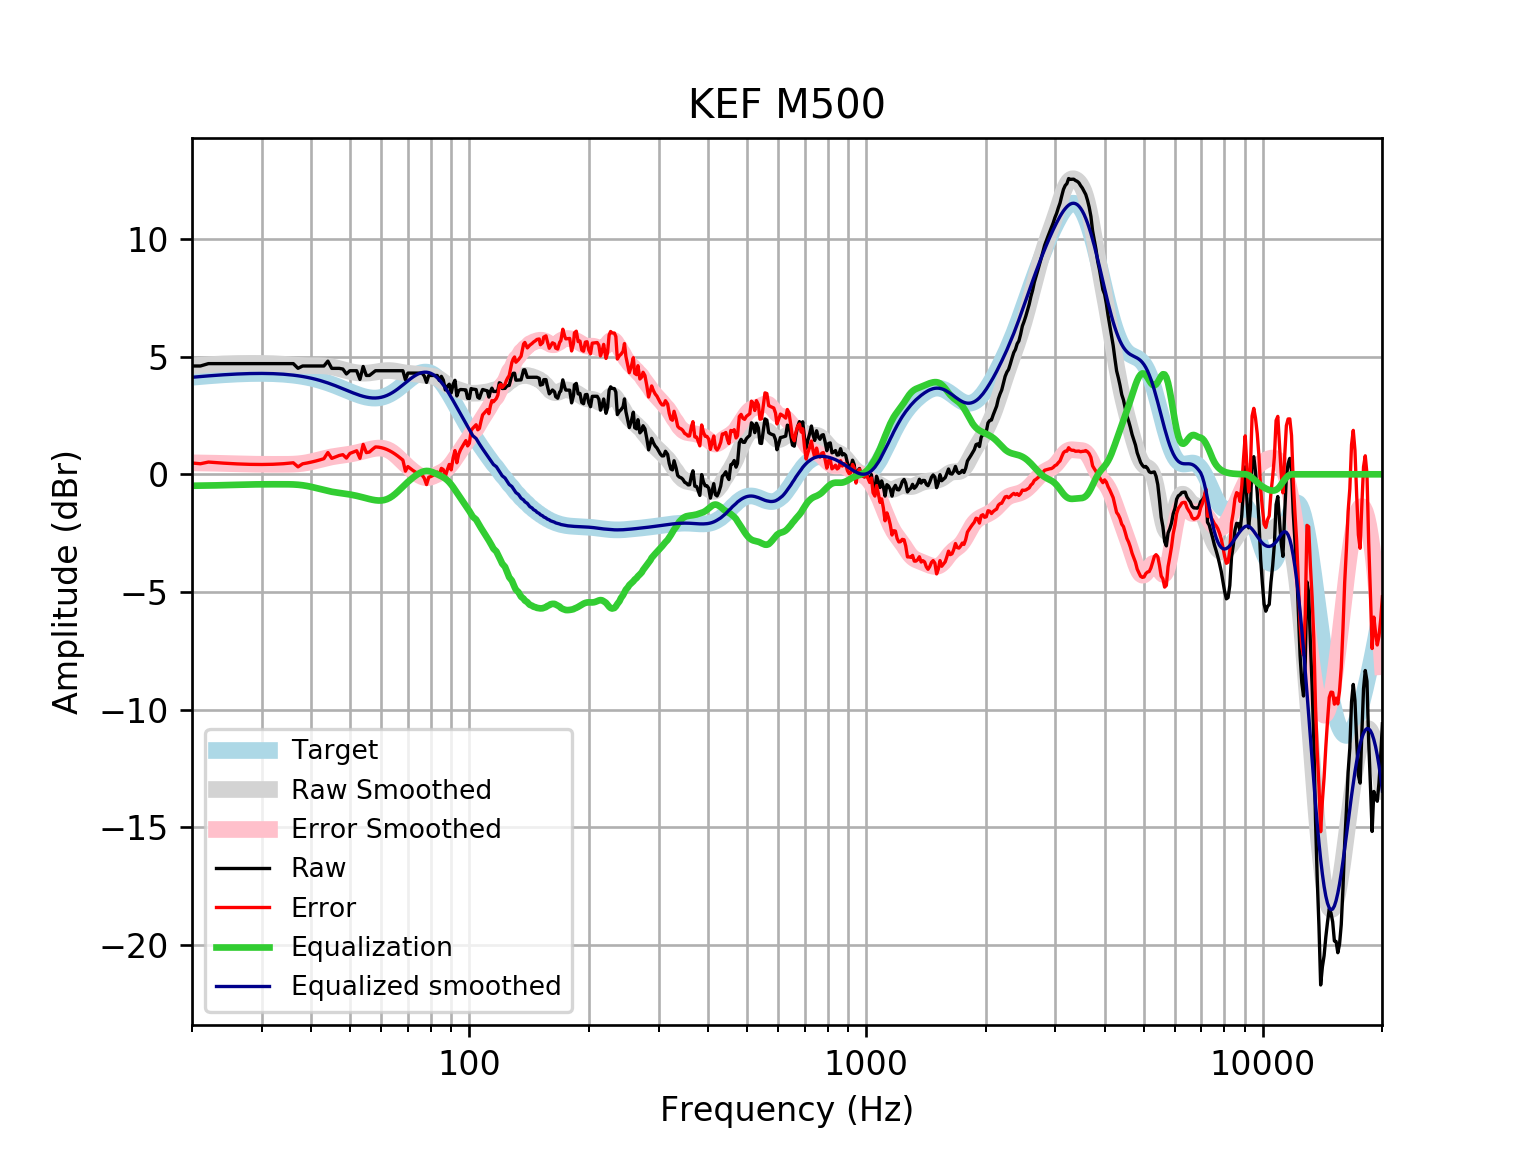 KEF M500
10
5
0
−5
−10
−15
−20
Amplitude (dBr)
Target
Raw Smoothed
Error Smoothed
Raw
Error
Equalization
Equalized smoothed
100
1000
10000
Frequency (Hz)